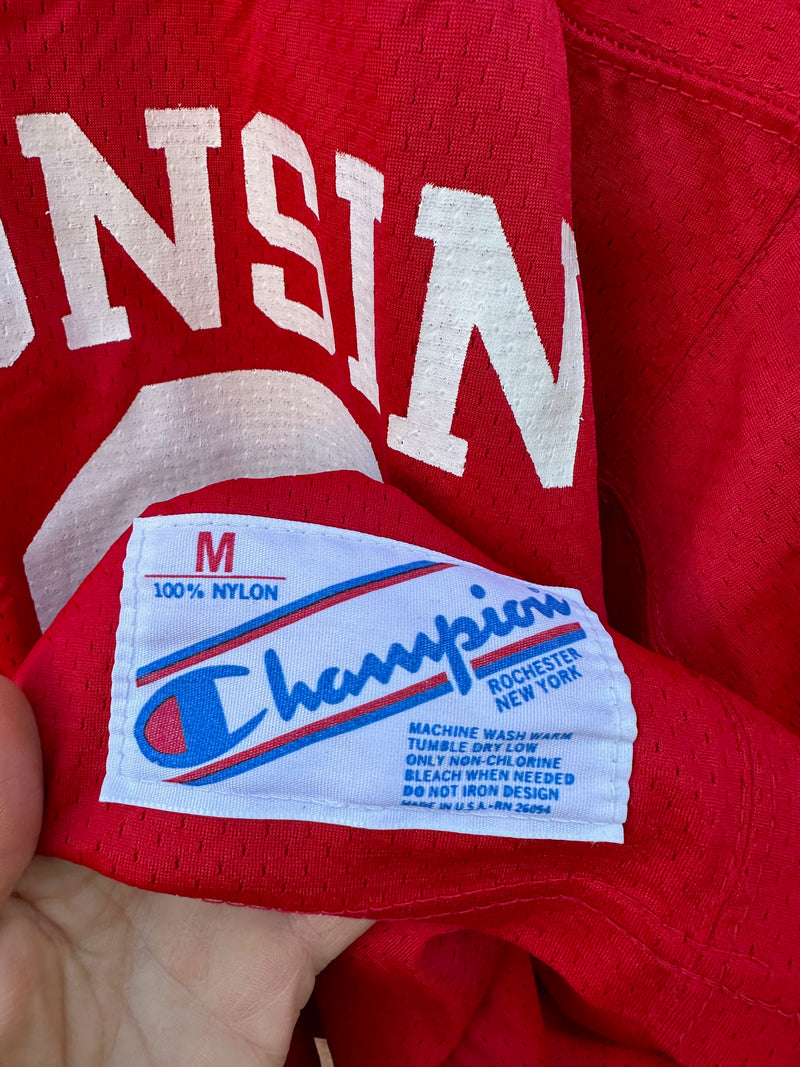 ONSIN
M
100% NYLON
Champion
ROCHESTER
NEW YORK
MACHINE WASH WARM
TUMBLE DRY LOW
ONLY NON-CHLORINE
BLEACH WHEN NEEDED
DO NOT IRON DESIGN
MADE IN U.S.A.-RN 26094